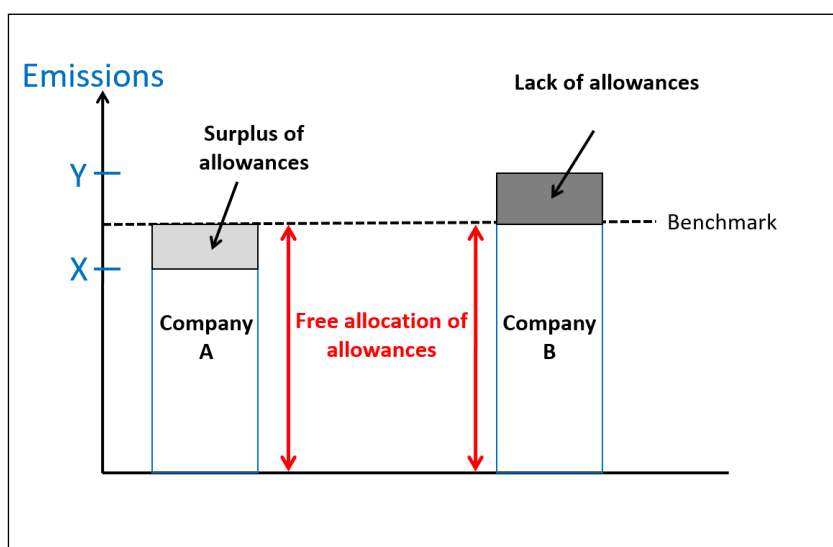 Emissions
Lack of allowances
Surplus of
allowances
Y
Benchmark
X
Company
A
Free allocation of
allowances
Company
B